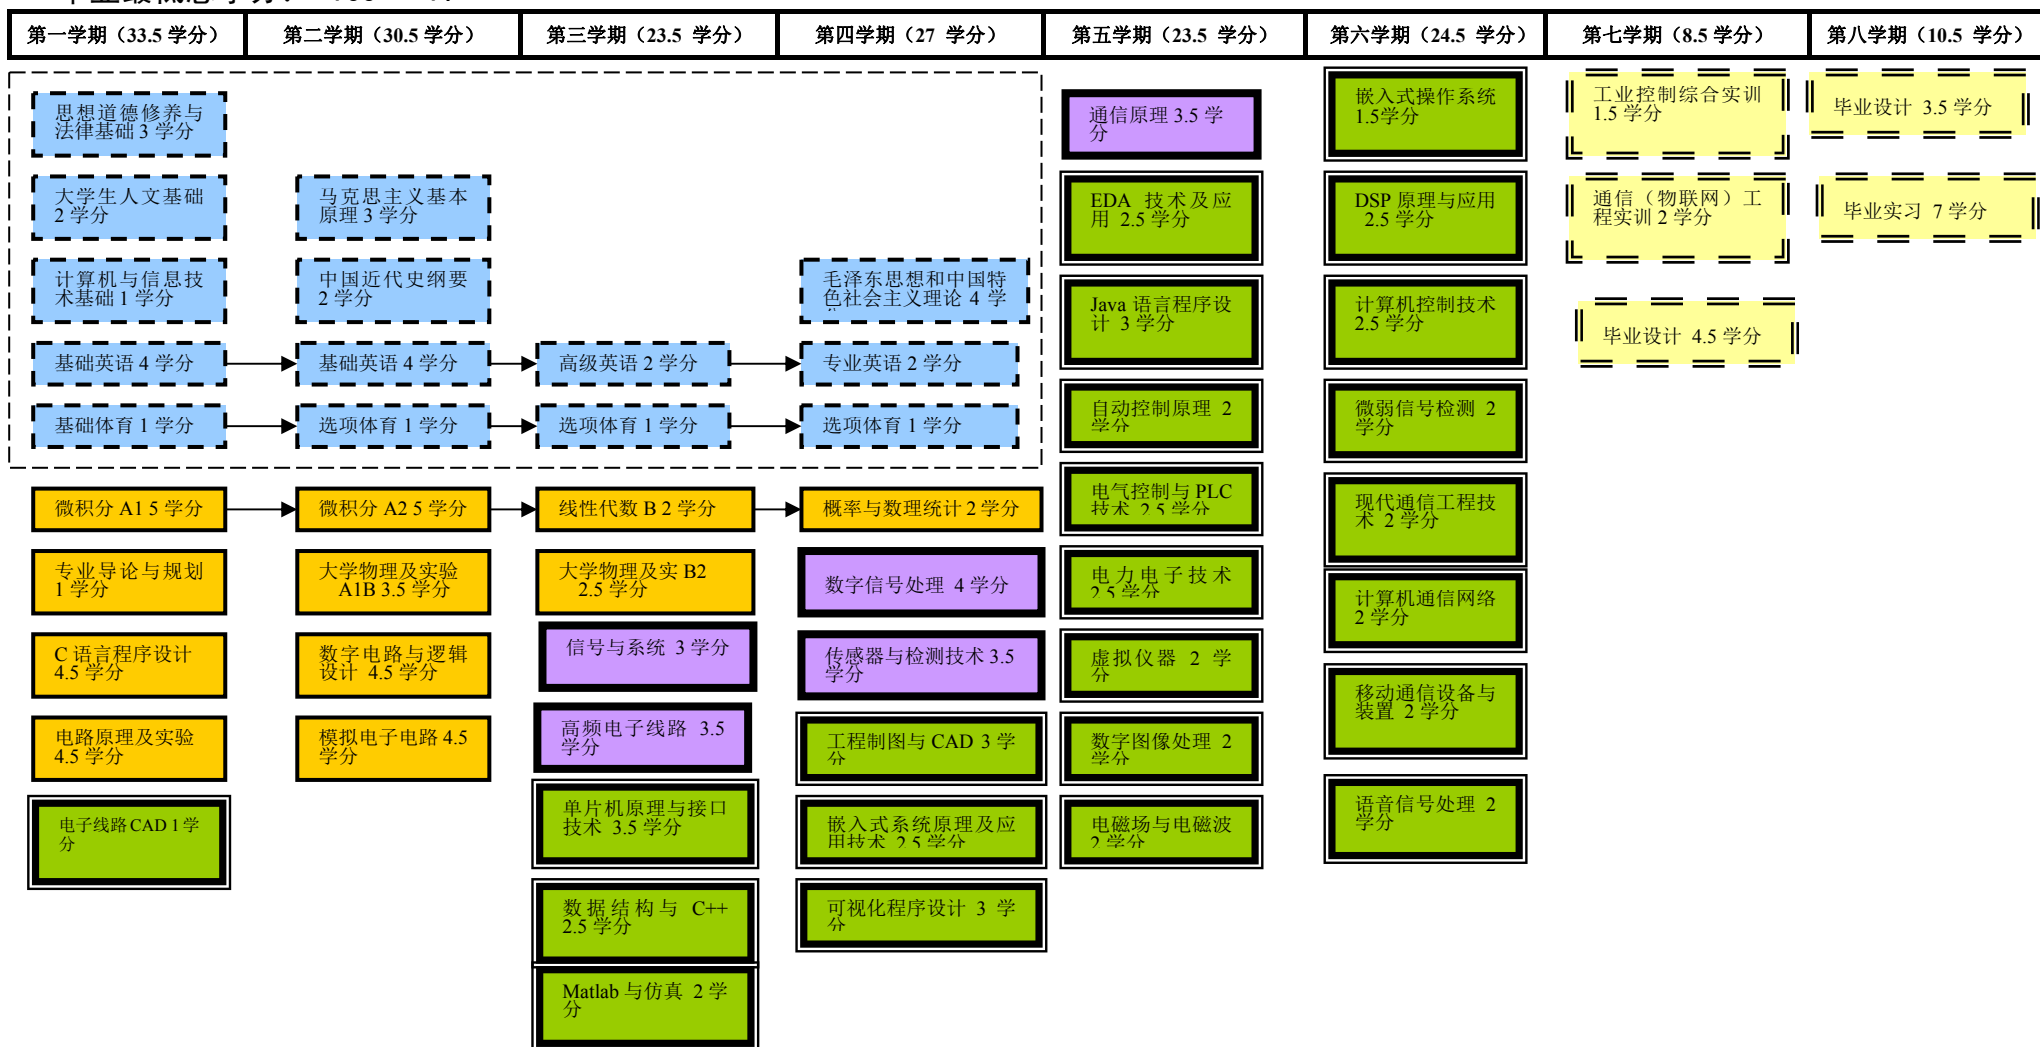 第一学期（33.5 学分）
第二学期（30.5 学分）
第三学期（23.5 学分）
第四学期（27 学分）
第五学期（23.5 学分）
第六学期（24.5 学分）
第七学期（8.5 学分）
第八学期（10.5 学分）
思想道德修养与
法律基础 3 学分
大学生人文基础
2 学分
计算机与信息技
术基础 1 学分
基础英语 4 学分
基础体育 1 学分
微积分 A1 5 学分
专业导论与规划
1 学分
C 语言程序设计
4.5 学分
电路原理及实验
4.5 学分
电子线路 CAD 1 学
分
马克思主义基本
原理 3 学分
中国近代史纲要
2 学分
基础英语 4 学分
选项体育 1 学分
微积分 A2 5 学分
大学物理及实验
A1B 3.5 学分
数字电路与逻辑
设计 4.5 学分
模拟电子电路 4.5
学分
高级英语 2 学分
选项体育 1 学分
线性代数 B 2 学分
大学物理及实 B2
2.5 学分
信号与系统 3 学分
高频电子线路 3.5
学分
单片机原理与接口
技术 3.5 学分
数据结构与 C++
2.5 学分
Matlab 与仿真 2 学
分
毛泽东思想和中国特
色社会主义理论 4 学
专业英语 2 学分
选项体育 1 学分
概率与数理统计 2 学分
数字信号处理 4 学分
传感器与检测技术 3.5
学分
工程制图与 CAD 3 学
分
嵌入式系统原理及应
用技术 2.5 学分
可视化程序设计 3 学
分
通信原理 3.5 学
分
EDA 技术及应
用 2.5 学分
Java 语言程序设
计 3 学分
自动控制原理 2
学分
电气控制与 PLC
技术 2.5 学分
电力电子技术
2.5 学分
虚拟仪器 2 学
分
数字图像处理 2
学分
电磁场与电磁波
2 学分
嵌入式操作系统
1.5学分
DSP 原理与应用
2.5 学分
计算机控制技术
2.5 学分
微弱信号检测 2
学分
现代通信工程技
术 2 学分
计算机通信网络
2 学分
移动通信设备与
装置 2 学分
语音信号处理 2
学分
工业控制综合实训
1.5 学分
通信（物联网）工
程实训 2 学分
毕业设计 4.5 学分
毕业设计 3.5 学分
毕业实习 7 学分